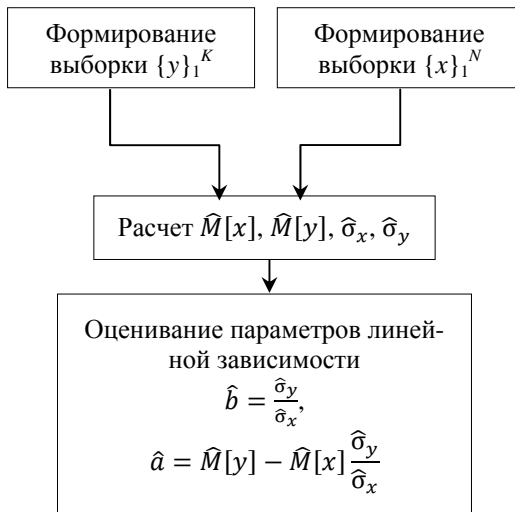 Формирование
выборки {y}₁ᴷ
Формирование
выборки {x}₁ᴺ
Расчет M̂[x], M̂[y], σ̂ₓ, σ̂ᵧ
Оценивание параметров линей-
ной зависимости
b̂ = σ̂ᵧ/σ̂ₓ,
â = M̂[y] − M̂[x] σ̂ᵧ/σ̂ₓ